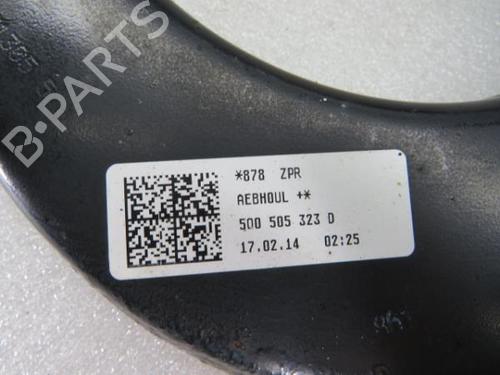 B-PARTS
*878 ZPR
AEBHOUL +*
5Q0 505 323 D
17.02.14 02:25